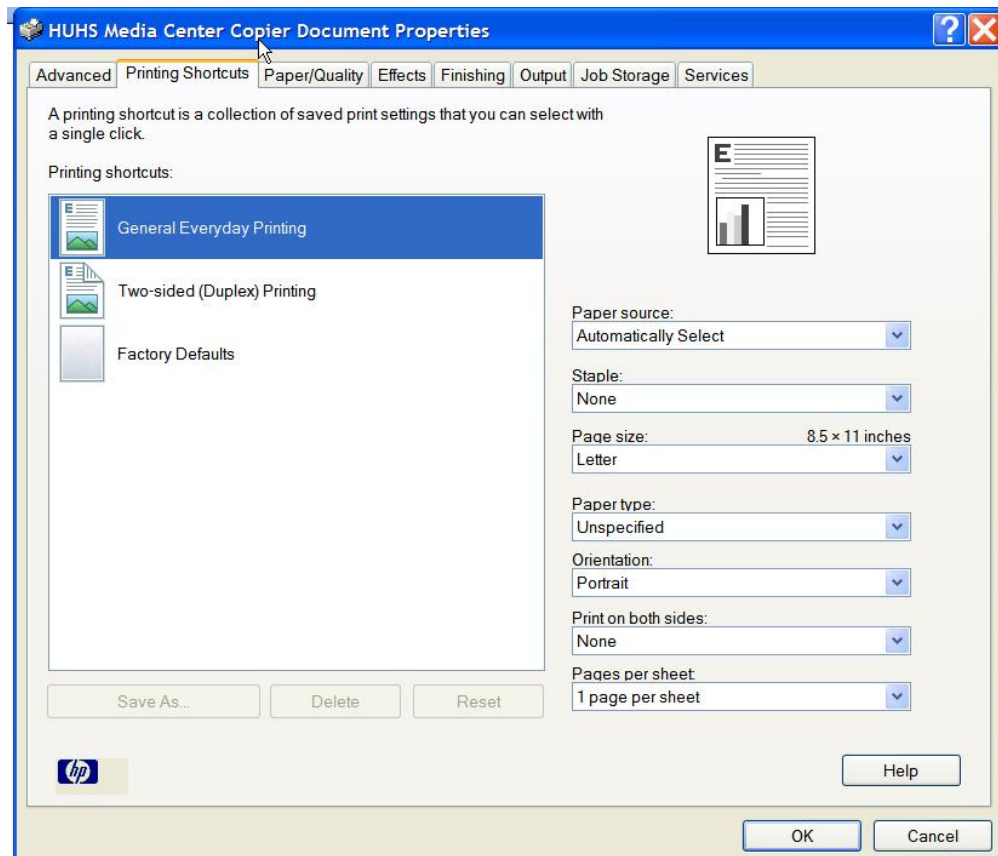 HUHS Media Center Copier Document Properties
Advanced Printing Shortcuts Paper/Quality Effects Finishing Output Job Storage Services
A printing shortcut is a collection of saved print settings that you can select with
a single click.
Printing shortcuts:
E
General Everyday Printing
E
Two-sided (Duplex) Printing
Factory Defaults
E
Paper source:
Automatically Select
Staple:
None
Page size: 8.5 × 11 inches
Letter
Paper type:
Unspecified
Orientation:
Portrait
Print on both sides:
None
Pages per sheet:
1 page per sheet
Save As... Delete Reset
hp
Help
OK Cancel